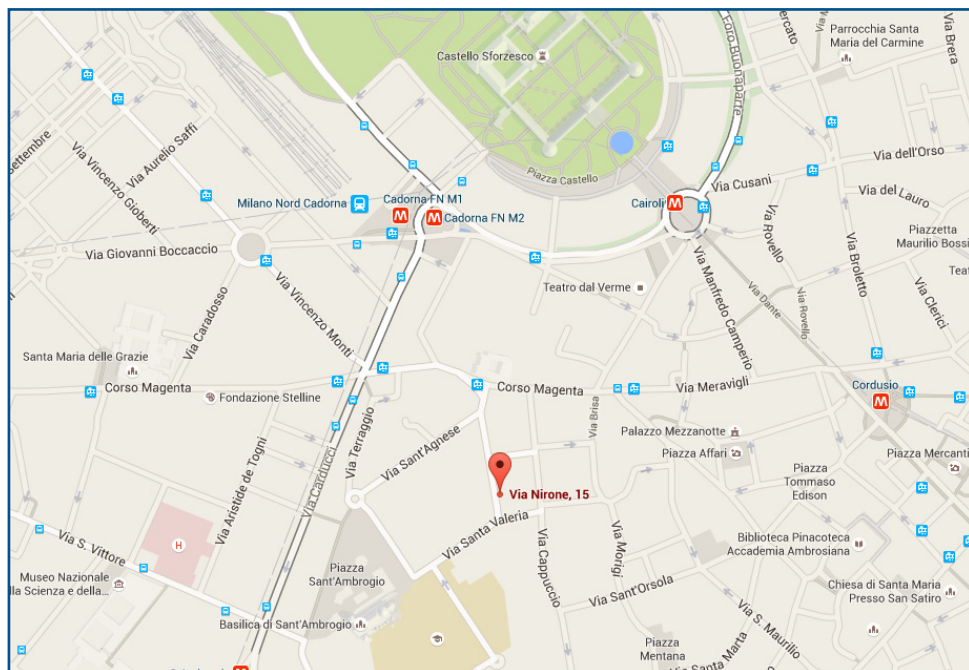 Via Mercato
Foro Buonaparte
Parrocchia Santa
Maria del Carmine
Via Brera
Castello Sforzesco
Settembre
Via Aurelio Saffi
Via Vincenzo Gioberti
Via dell'Orso
Piazza Castello
Via Cusani
Via del Lauro
Milano Nord Cadorna
Cadorna FN M1
M
M
Cadorna FN M2
Cairoli
M
Via Giovanni Boccaccio
Via Rovello
Via Broletto
Piazzetta
Maurilio Bossi
Via Manfredo Camperio
Via Dante
Via Rovello
Via Clerici
Teatro dal Verme
Via Caradosso
Via Vincenzo Monti
Santa Maria delle Grazie
Corso Magenta
Fondazione Stelline
Corso Magenta
Via Meravigli
Cordusio
M
Via Brisa
Via Terraggio
Via Sant'Agnese
Palazzo Mezzanotte
Piazza Affari
Piazza Mercanti
Via Aristide de Togni
Via Carducci
Via Nirone, 15
Piazza
Tommaso
Edison
Via Santa Valeria
Via Cappuccio
Via Morigi
Biblioteca Pinacoteca
Accademia Ambrosiana
H
Via S. Vittore
Museo Nazionale
lla Scienza e della...
Piazza
Sant'Ambrogio
Via Sant'Orsola
Chiesa di Santa Maria
Presso San Satiro
Basilica di Sant'Ambrogio
Via S. Maurilio
Piazza
Mentana
Via Santa Marta
M